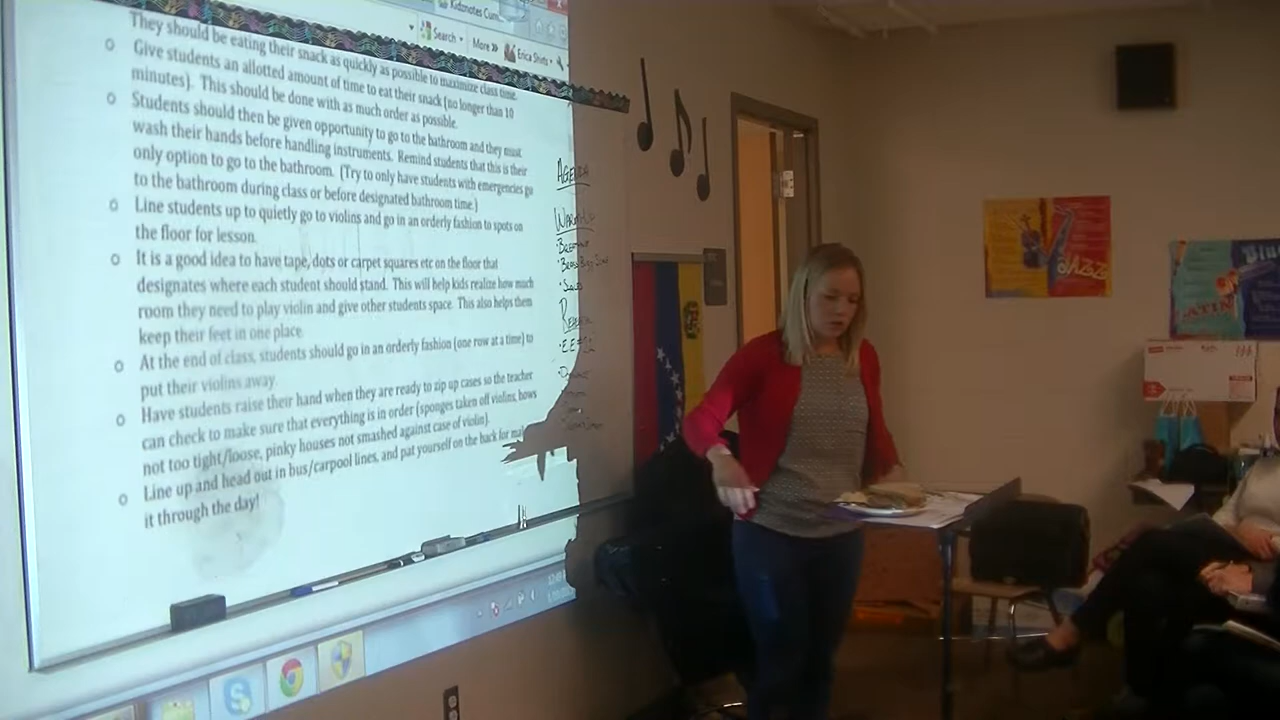 Kidznotes
Search
More »
Erica Shirts
They should be eating their snack as quickly as possible to maximize class time.
○ Give students an allotted amount of time to eat their snack (no longer than 10
minutes). This should be done with as much order as possible.
○ Students should then be given opportunity to go to the bathroom and they must
wash their hands before handling instruments. Remind students that this is their
only option to go to the bathroom. (Try to only have students with emergencies go
to the bathroom during class or before designated bathroom time.)
○ Line students up to quietly go to violins and go in an orderly fashion to spots on
the floor for lesson.
○ It is a good idea to have tape, dots or carpet squares etc on the floor that
designates where each student should stand. This will help kids realize how much
room they need to play violin and give other students space. This also helps them
keep their feet in one place.
○ At the end of class, students should go in an orderly fashion (one row at a time) to
put their violins away.
○ Have students raise their hand when they are ready to zip up cases so the teacher
can check to make sure that everything is in order (sponges taken off violins, bows
not too tight/loose, pinky houses not smashed against case of violin).
○ Line up and head out in bus/carpool lines, and pat yourself on the back for
it through the day!
AGENDA
JAZZ
LATIN